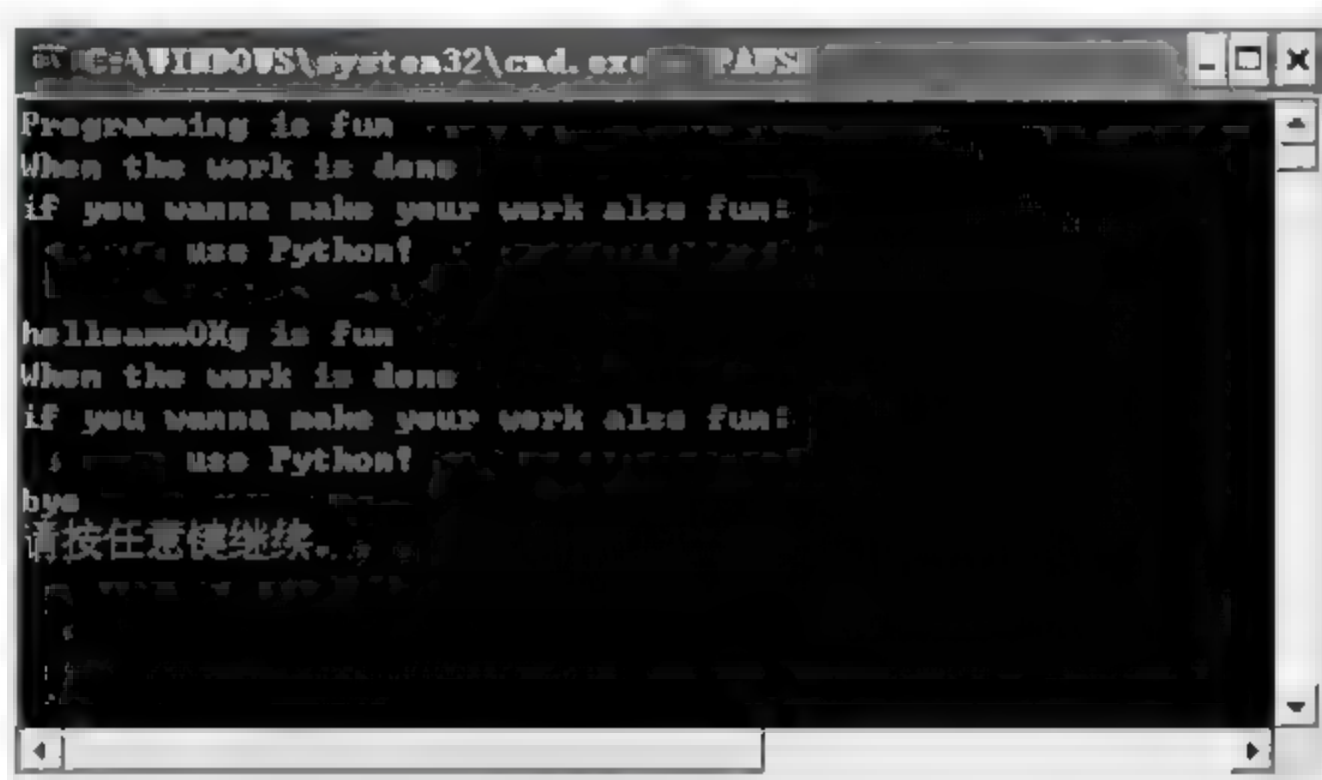 C:\WINDOWS\system32\cmd.exe - PAUSE
Programming is fun
When the work is done
if you wanna make your work also fun:
use Python!
is fun
When the work is done
if you wanna make your work also fun:
use Python!
bye
请按任意键继续. . .